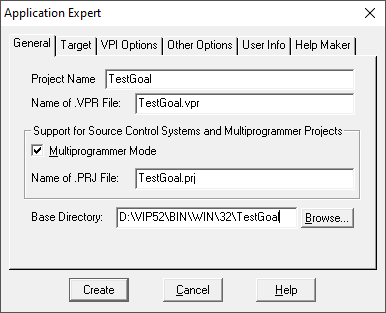 Application Expert
General Target VPI Options Other Options User Info Help Maker
Project Name TestGoal
Name of .VPR File: TestGoal.vpr
Support for Source Control Systems and Multiprogrammer Projects
Multiprogrammer Mode
Name of .PRJ File: TestGoal.prj
Base Directory: D:\VIP52\BIN\WIN\32\TestGoal Browse...
Create Cancel Help